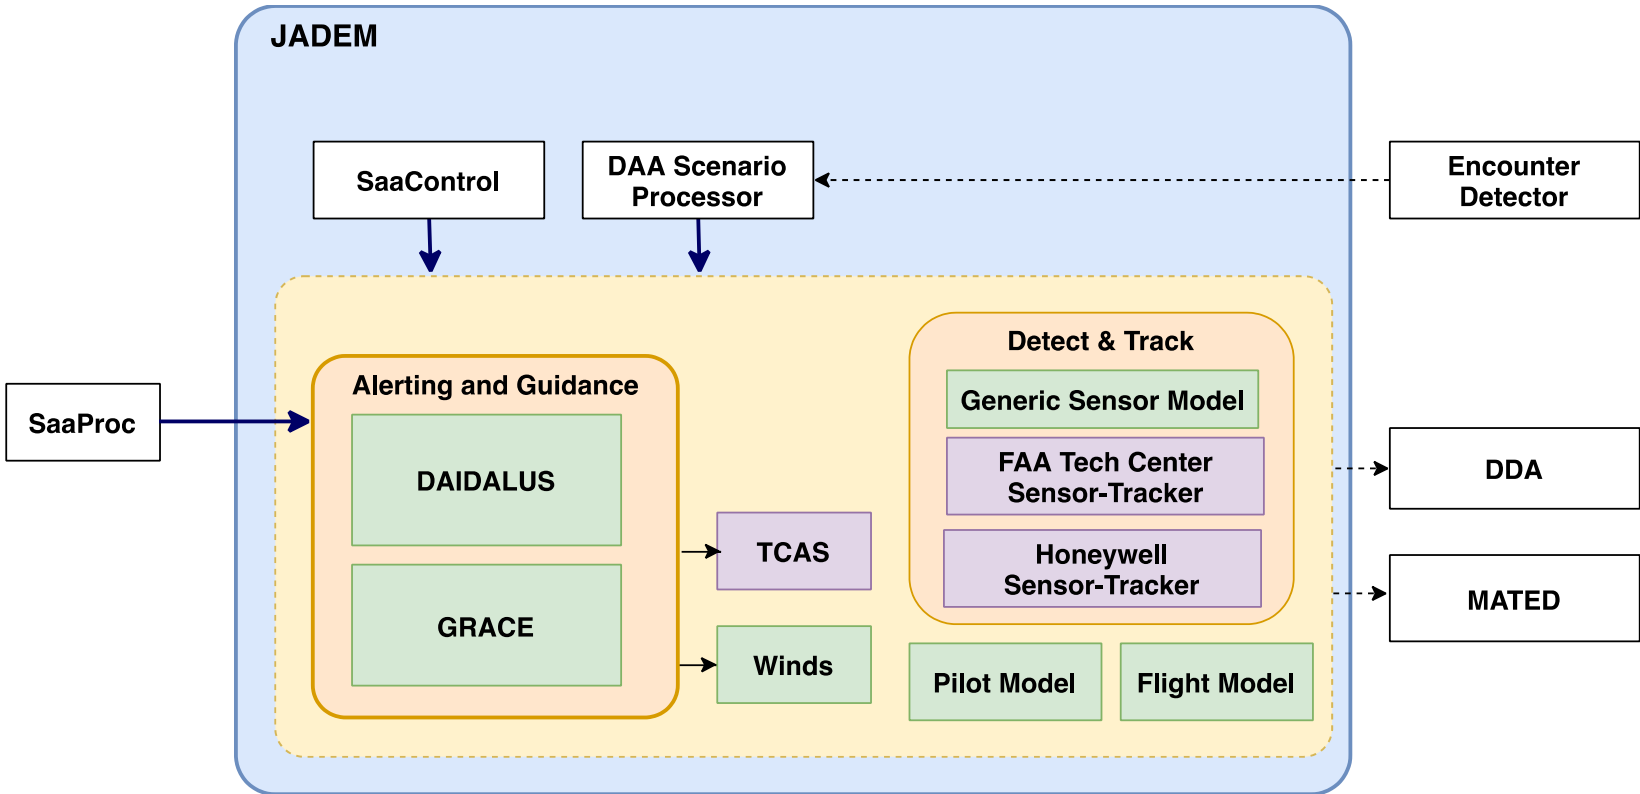 JADEM
SaaControl
DAA Scenario
Processor
Encounter
Detector
SaaProc
Alerting and Guidance
DAIDALUS
GRACE
TCAS
Winds
Detect & Track
Generic Sensor Model
FAA Tech Center
Sensor-Tracker
Honeywell
Sensor-Tracker
Pilot Model
Flight Model
DDA
MATED